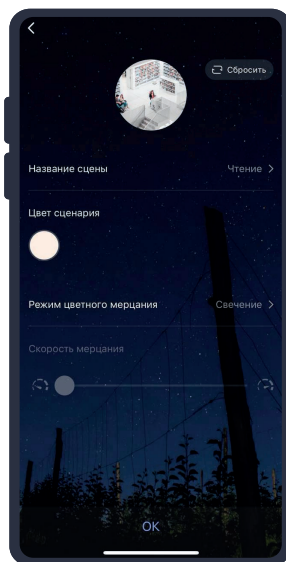 Сбросить
Название сцены Чтение
Цвет сценария
Режим цветного мерцания Свечение
Скорость мерцания
OK